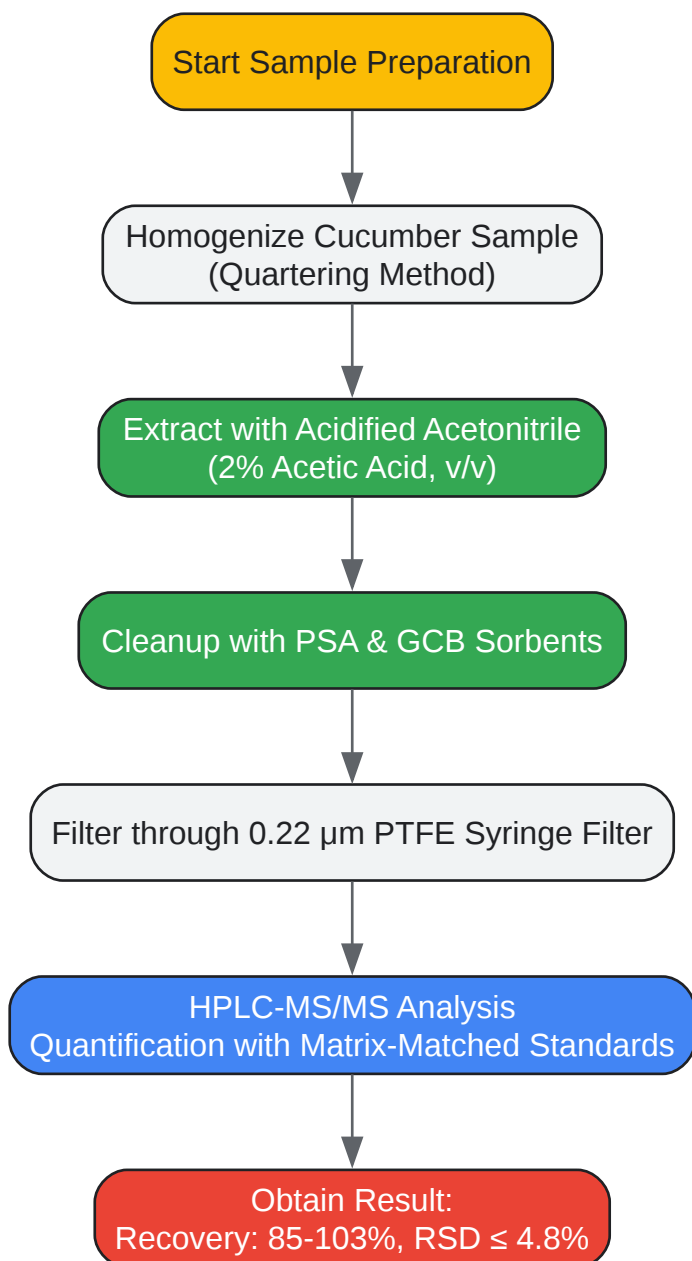 Start Sample Preparation
Homogenize Cucumber Sample
(Quartering Method)
Extract with Acidified Acetonitrile
(2% Acetic Acid, v/v)
Cleanup with PSA & GCB Sorbents
Filter through 0.22 μm PTFE Syringe Filter
HPLC-MS/MS Analysis
Quantification with Matrix-Matched Standards
Obtain Result:
Recovery: 85-103%, RSD ≤ 4.8%